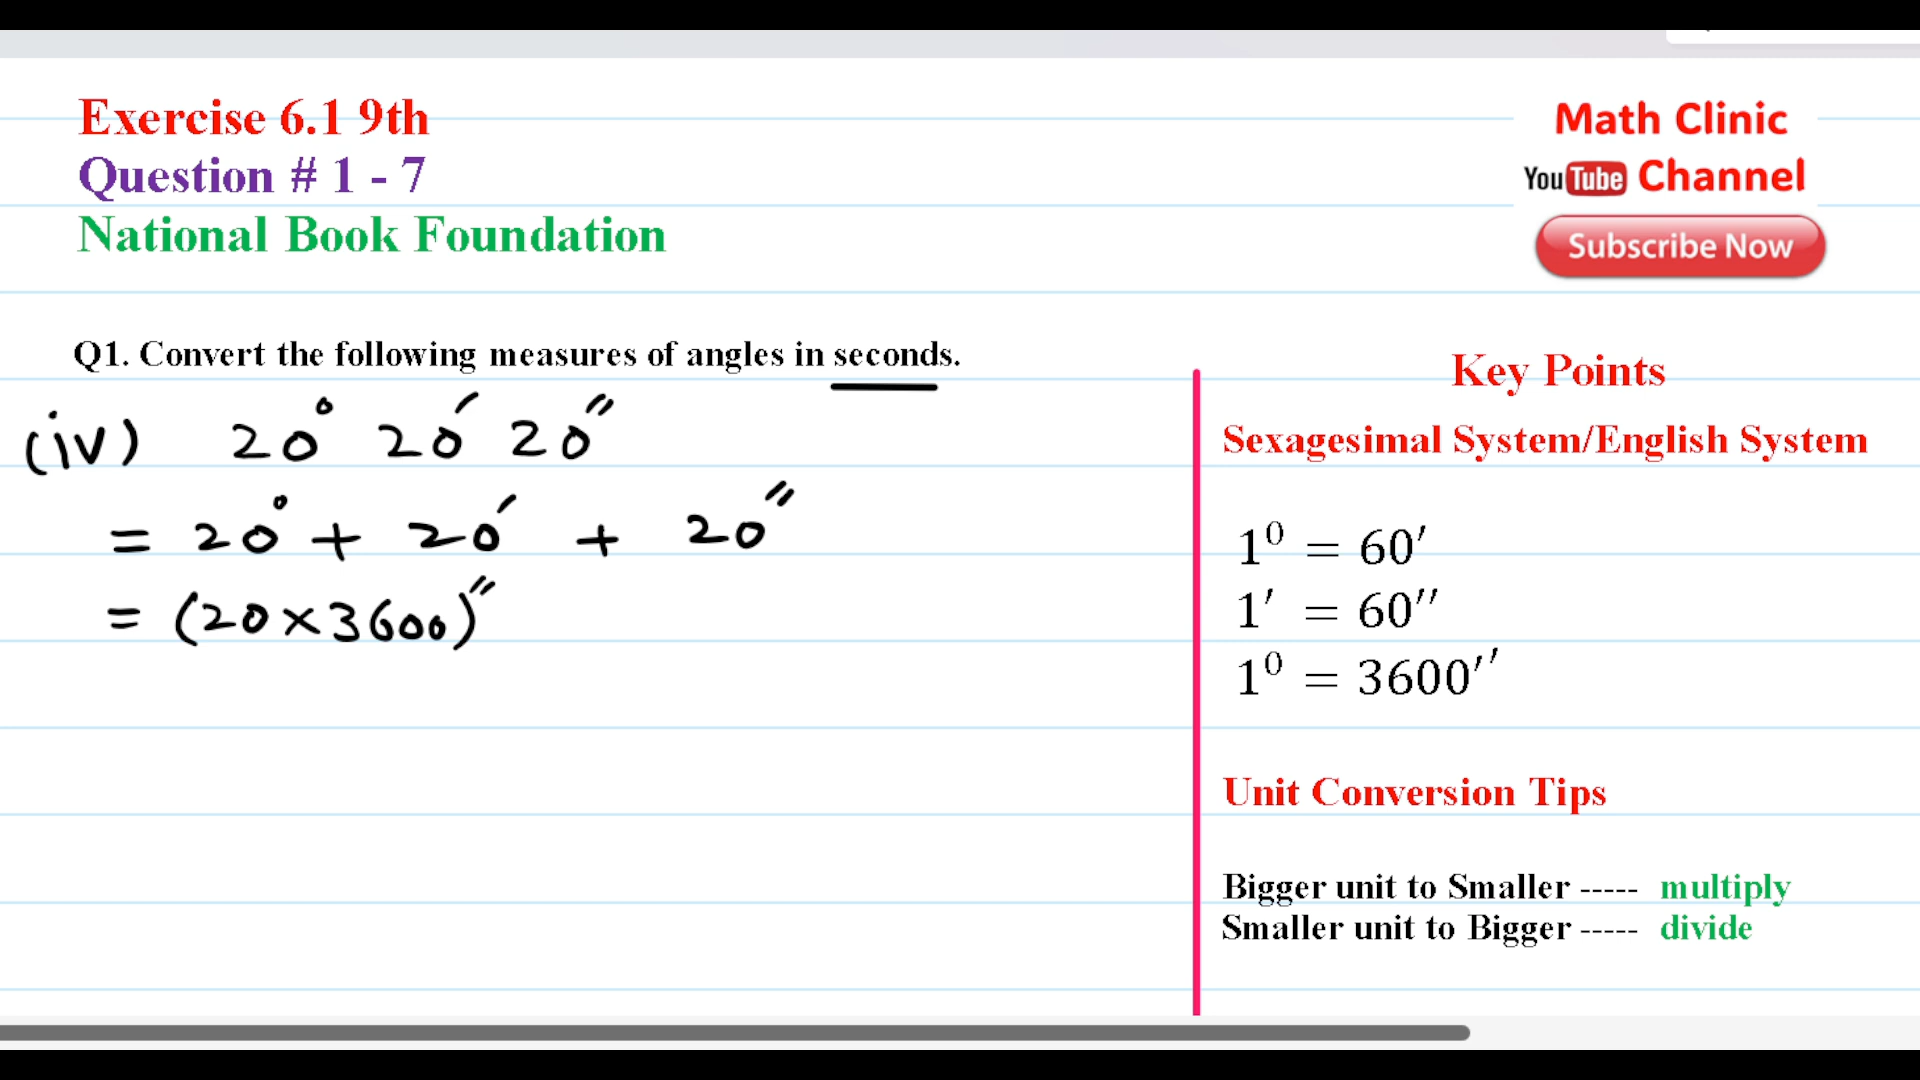 Exercise 6.1 9th
Question # 1 - 7
National Book Foundation
Math Clinic
YouTube Channel
Subscribe Now
Q1. Convert the following measures of angles in seconds.
(iv) 20° 20′ 20″
= 20° + 20′ + 20″
= (20×3600)″
Key Points
Sexagesimal System/English System
1⁰ = 60′
1′ = 60′′
1⁰ = 3600′′
Unit Conversion Tips
Bigger unit to Smaller ----- multiply
Smaller unit to Bigger ----- divide